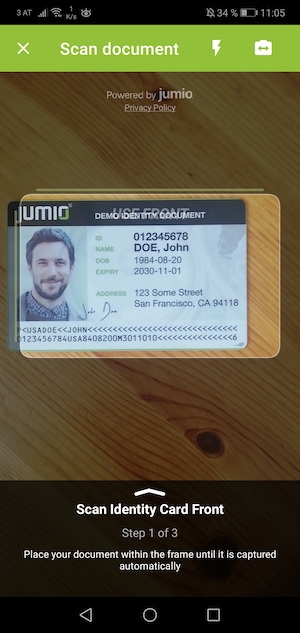 3 AT 1 K/s 34 % 11:05
Scan document
Powered by jumio.
Privacy Policy
JUMIO
USE FRONT
DEMO IDENTITY DOCUMENT
ID 012345678
NAME DOE, John
DOB 1984-08-20
EXPIRY 2030-11-01
ADDRESS 123 Some Street
San Francisco, CA 94118
John Doe
P<USADOE<<JOHN<<<<<<<<<<<<<<<<<<<<<<<<<<<<<<
Scan Identity Card Front
Step 1 of 3
Place your document within the frame until it is captured
automatically